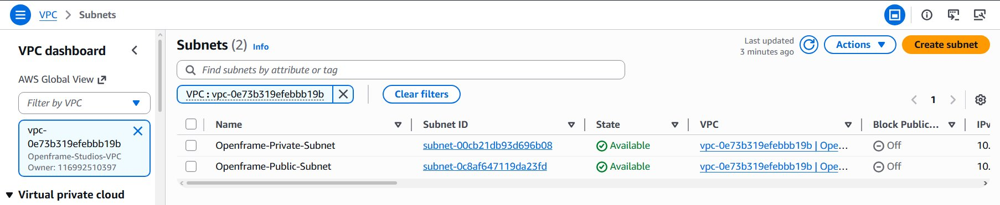 VPC > Subnets
VPC dashboard
AWS Global View
Filter by VPC
vpc-
0e73b319efebbb19b
Openframe-Studios-VPC
Owner: 116992510397
Virtual private cloud
Subnets (2) Info
Last updated
3 minutes ago
Actions
Create subnet
Find subnets by attribute or tag
VPC : vpc-0e73b319efebbb19b
Clear filters
1
Name Subnet ID State VPC Block Public... IPv
Openframe-Private-Subnet subnet-00cb21db93d696b08 Available vpc-0e73b319efebbb19b | Ope... Off 10.
Openframe-Public-Subnet subnet-0c8af647119da23fd Available vpc-0e73b319efebbb19b | Ope... Off 10.